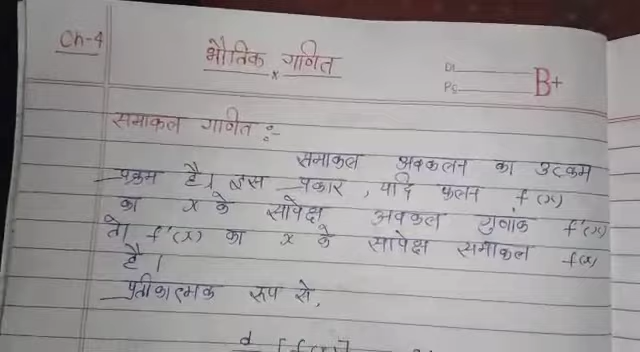 Ch-4
भौतिक गणित
Dt
Pg
B+
समाकल गणित :-
समाकल अवकलन का उत्क्रम
प्रक्रम है। इस प्रकार, यदि फलन f(x)
का x के सापेक्ष अवकल गुणांक f'(x)
तो f'(x) का x के सापेक्ष समाकल f(x)
है।
प्रतीकात्मक रूप से,